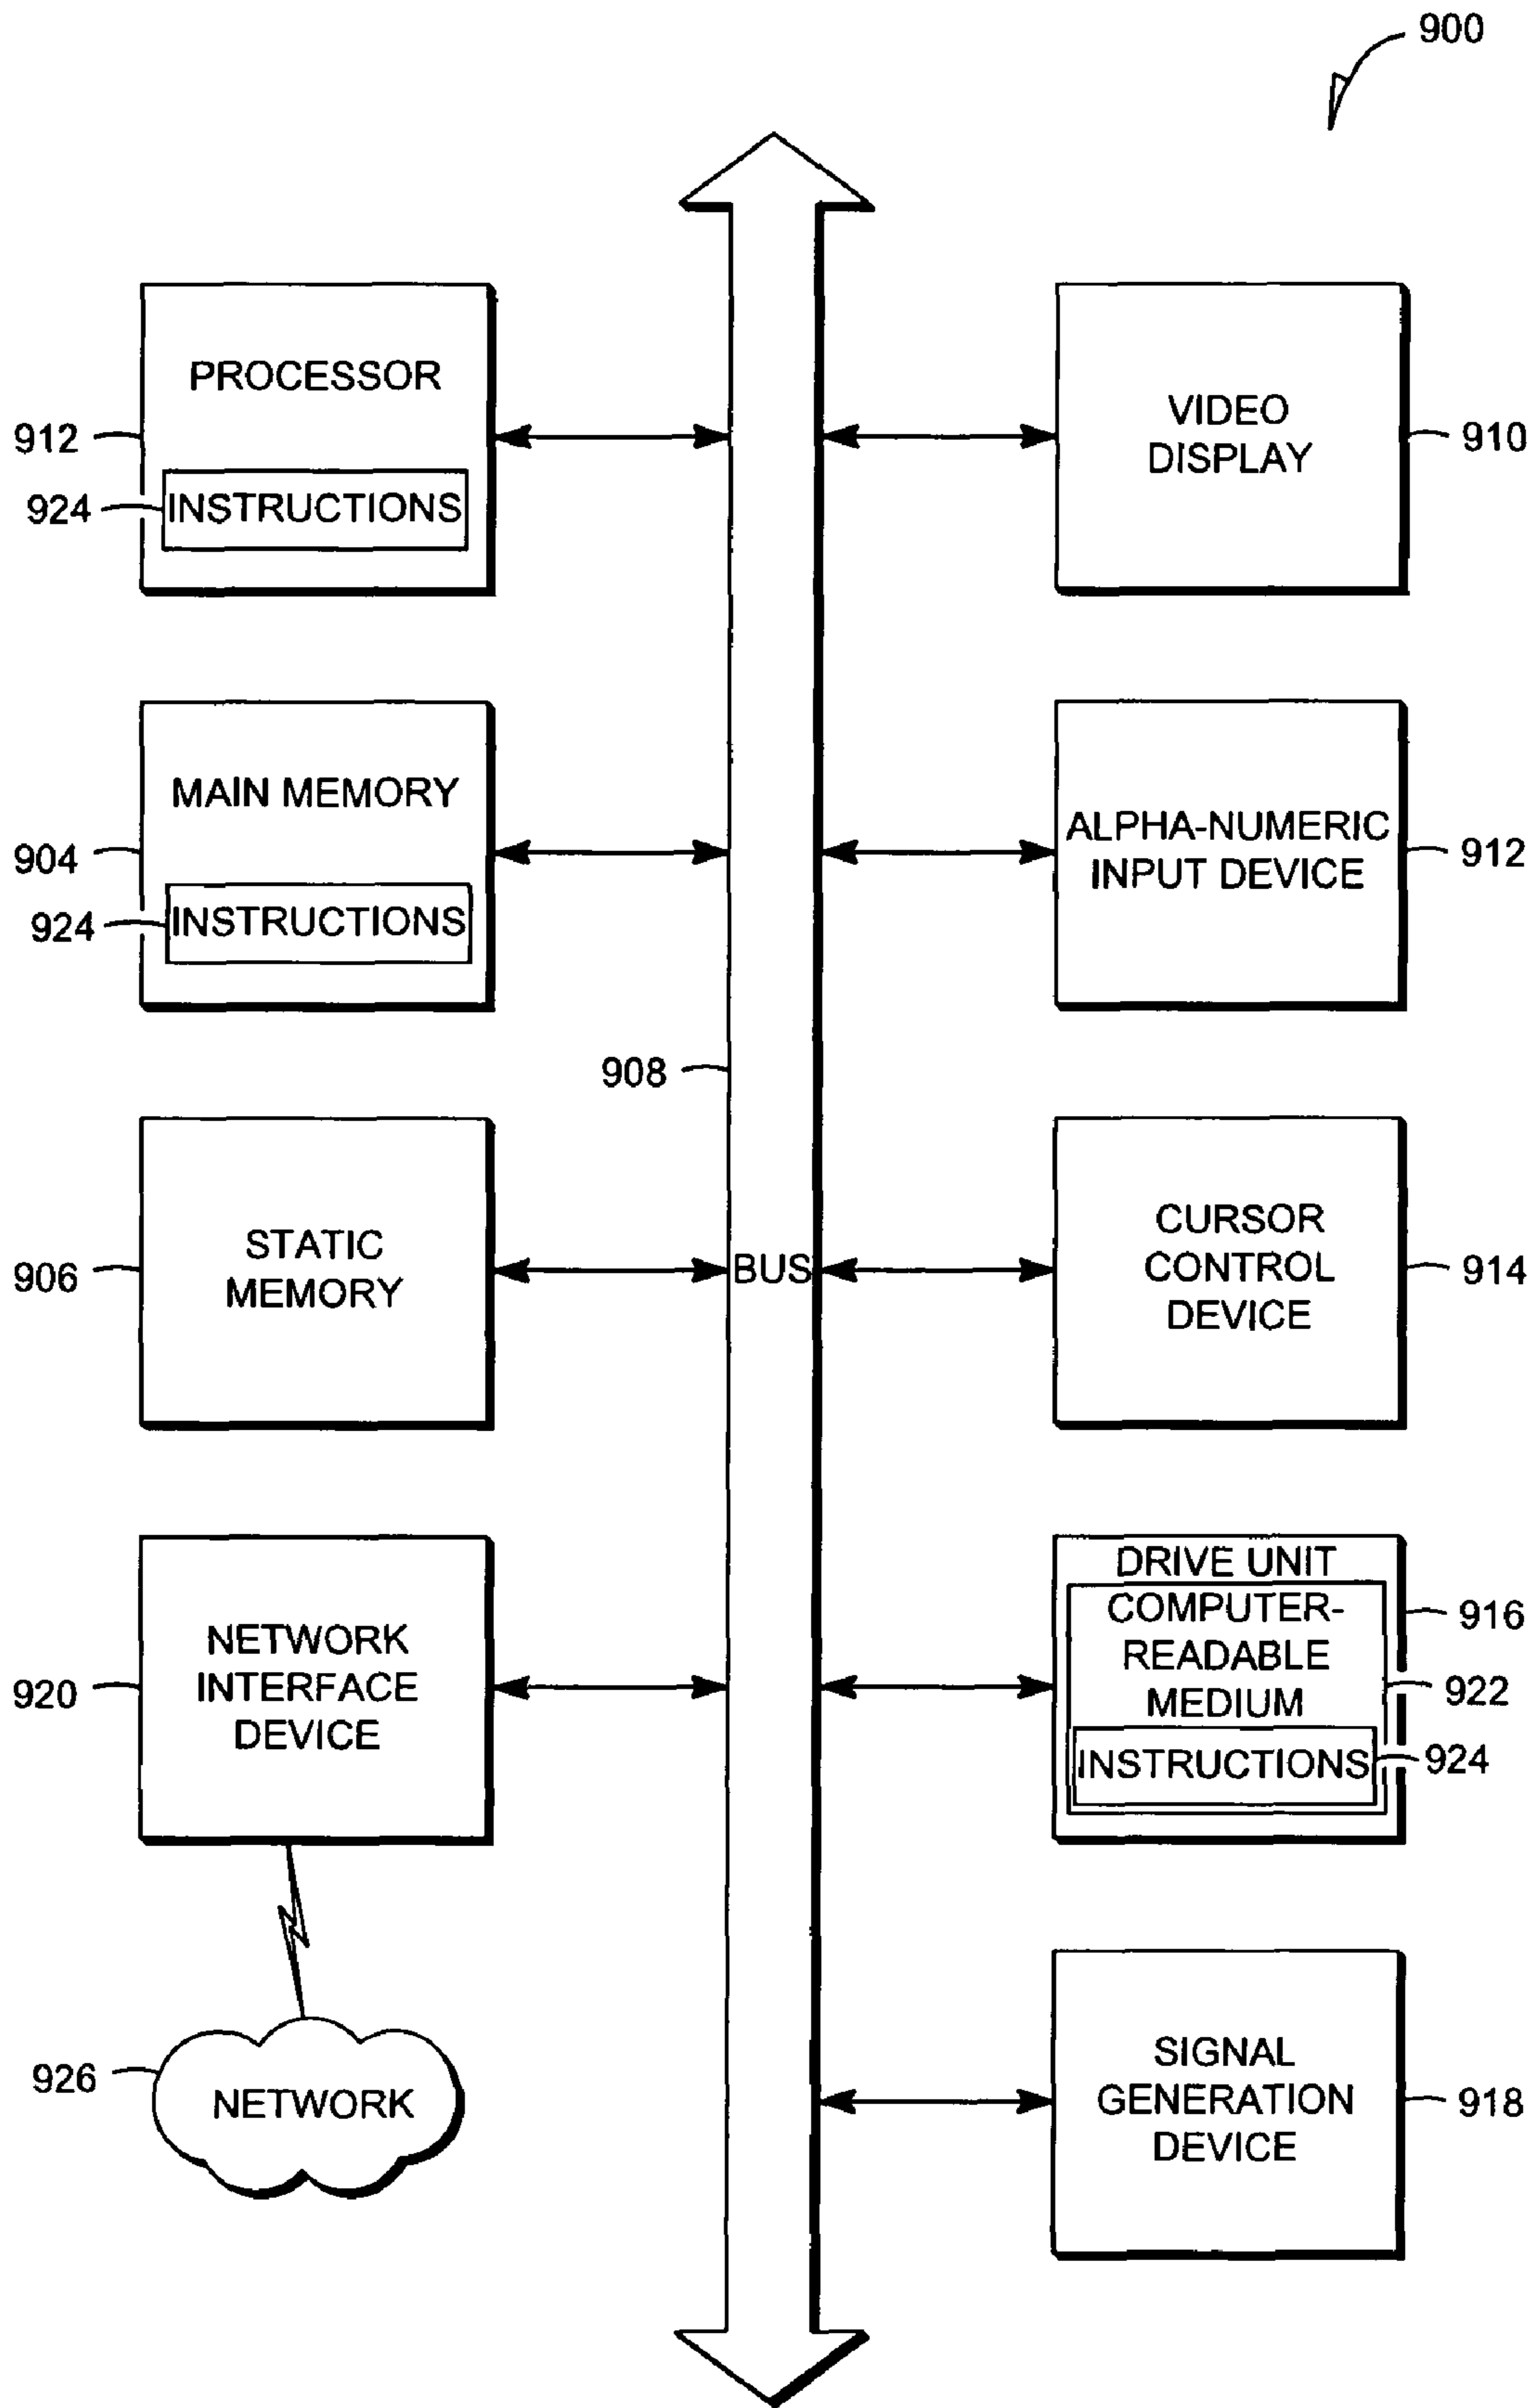 900
PROCESSOR
912
924
INSTRUCTIONS
VIDEO
DISPLAY
910
MAIN MEMORY
904
924
INSTRUCTIONS
ALPHA-NUMERIC
INPUT DEVICE
912
908
STATIC
MEMORY
906
BUS
CURSOR
CONTROL
DEVICE
914
NETWORK
INTERFACE
DEVICE
920
DRIVE UNIT
COMPUTER-
READABLE
MEDIUM
916
922
INSTRUCTIONS
924
926
NETWORK
SIGNAL
GENERATION
DEVICE
918